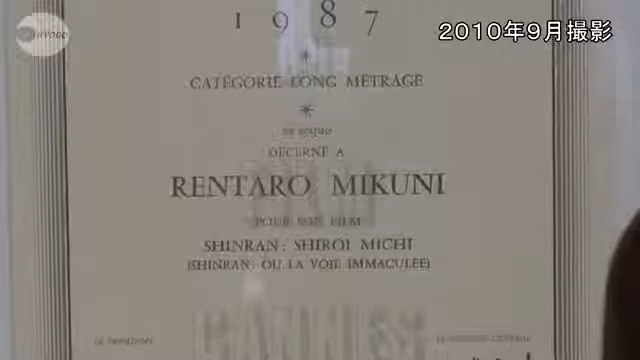 2010年9月撮影
1987
CATÉGORIE LONG MÉTRAGE
DÉCERNÉ A
RENTARO MIKUNI
POUR SON FILM
SHINRAN: SHIROI MICHI
(SHINRAN OU LA VOIE IMMACULÉE)
LE PRÉSIDENT